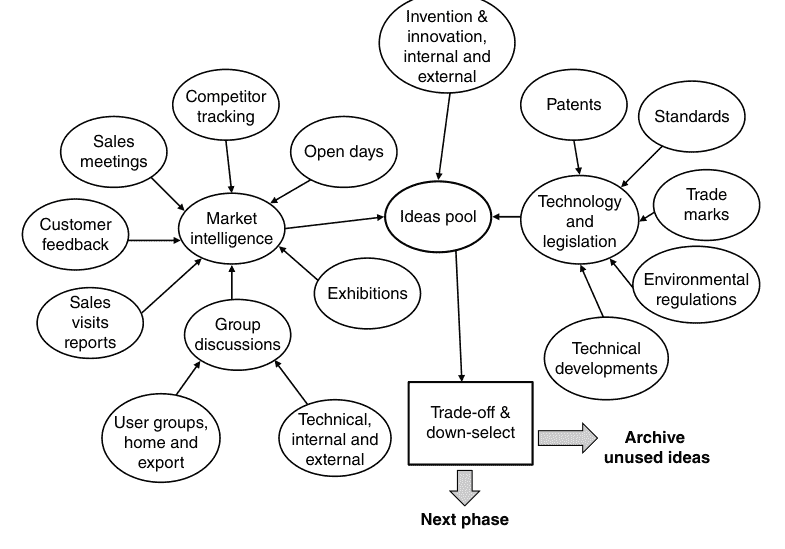 Invention &
innovation,
internal and
external
Competitor
tracking
Patents
Standards
Sales
meetings
Open days
Customer
feedback
Market
intelligence
Ideas pool
Technology
and
legislation
Trade
marks
Exhibitions
Environmental
regulations
Sales
visits
reports
Group
discussions
Technical
developments
User groups,
home and
export
Technical,
internal and
external
Trade-off &
down-select
Archive
unused ideas
Next phase